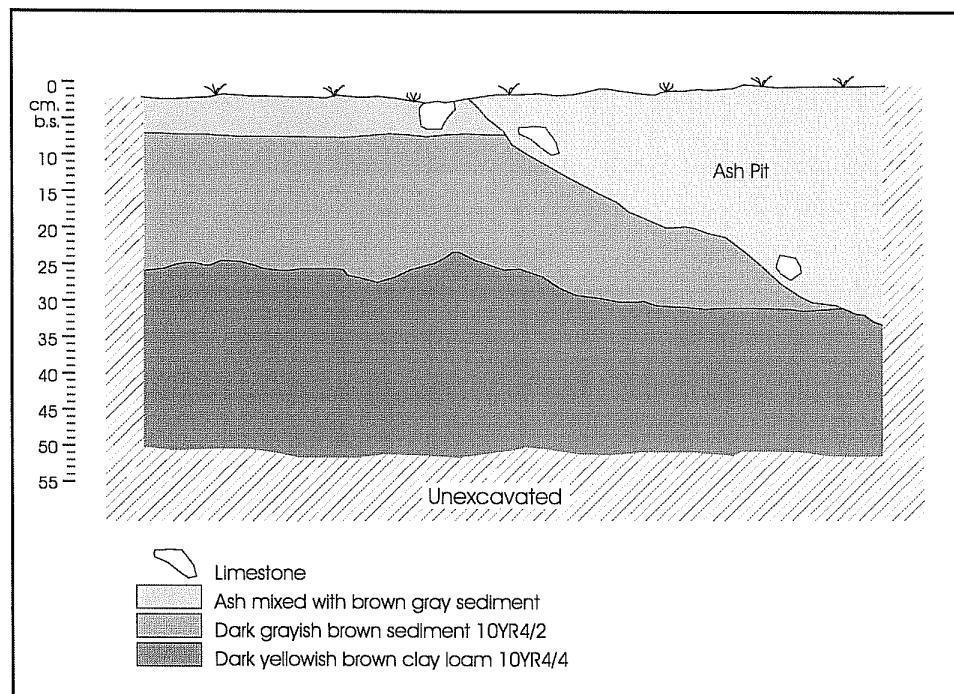 0
cm.
b.s.
10
15
20
25
30
35
40
45
50
55
Ash Pit
Unexcavated
Limestone
Ash mixed with brown gray sediment
Dark grayish brown sediment 10YR4/2
Dark yellowish brown clay loam 10YR4/4